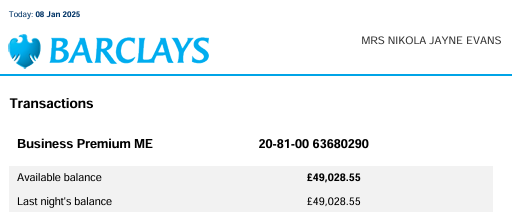 Today: 08 Jan 2025
BARCLAYS
MRS NIKOLA JAYNE EVANS
Transactions
Business Premium ME 20-81-00 63680290
Available balance £49,028.55
Last night's balance £49,028.55